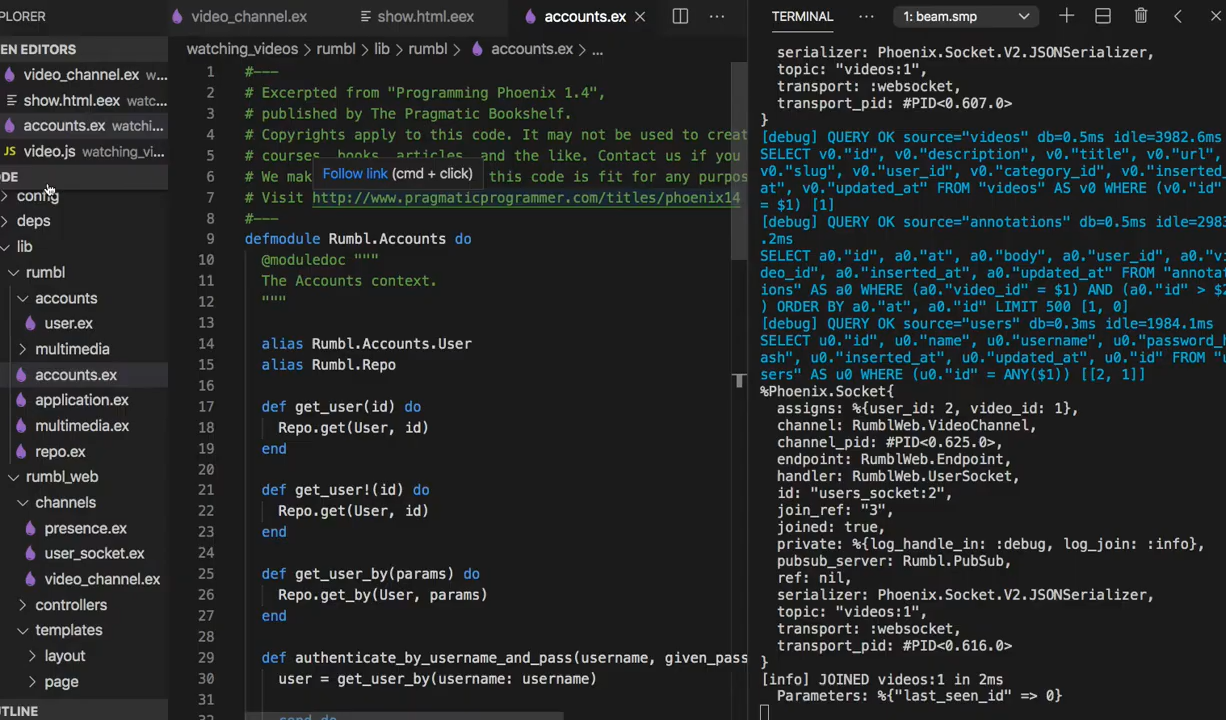 PLORER
EN EDITORS
video_channel.ex w...
show.html.eex watc...
accounts.ex watchi...
JS video.js watching_vi...
ODE
config
deps
lib
rumbl
accounts
user.ex
multimedia
accounts.ex
application.ex
multimedia.ex
repo.ex
rumbl_web
channels
presence.ex
user_socket.ex
video_channel.ex
controllers
templates
layout
page
UTLINE
video_channel.ex
show.html.eex
accounts.ex
watching_videos > rumbl > lib > rumbl > accounts.ex > ...
1 #---
2 # Excerpted from "Programming Phoenix 1.4",
3 # published by The Pragmatic Bookshelf.
4 # Copyrights apply to this code. It may not be used to creat
5 # courses, books, articles, and the like. Contact us if you
6 # We mak
Follow link (cmd + click)
this code is fit for any purpos
7 # Visit http://www.pragmaticprogrammer.com/titles/phoenix14
8 #---
9 defmodule Rumbl.Accounts do
10 @moduledoc """
11 The Accounts context.
12 """
13
14 alias Rumbl.Accounts.User
15 alias Rumbl.Repo
16
17 def get_user(id) do
18 Repo.get(User, id)
19 end
20
21 def get_user!(id) do
22 Repo.get(User, id)
23 end
24
25 def get_user_by(params) do
26 Repo.get_by(User, params)
27 end
28
29 def authenticate_by_username_and_pass(username, given_pass
30 user = get_user_by(username: username)
31
TERMINAL
1: beam.smp
serializer: Phoenix.Socket.V2.JSONSerializer,
topic: "videos:1",
transport: :websocket,
transport_pid: #PID<0.607.0>
}
[debug] QUERY OK source="videos" db=0.5ms idle=3982.6ms
SELECT v0."id", v0."description", v0."title", v0."url",
v0."slug", v0."user_id", v0."category_id", v0."inserted_
at", v0."updated_at" FROM "videos" AS v0 WHERE (v0."id"
= $1) [1]
[debug] QUERY OK source="annotations" db=0.5ms idle=2983
.2ms
SELECT a0."id", a0."at", a0."body", a0."user_id", a0."vi
deo_id", a0."inserted_at", a0."updated_at" FROM "annotat
ions" AS a0 WHERE (a0."video_id" = $1) AND (a0."id" > $2
) ORDER BY a0."at", a0."id" LIMIT 500 [1, 0]
[debug] QUERY OK source="users" db=0.3ms idle=1984.1ms
SELECT u0."id", u0."name", u0."username", u0."password_h
ash", u0."inserted_at", u0."updated_at", u0."id" FROM "u
sers" AS u0 WHERE (u0."id" = ANY($1)) [[2, 1]]
%Phoenix.Socket{
assigns: %{user_id: 2, video_id: 1},
channel: RumblWeb.VideoChannel,
channel_pid: #PID<0.625.0>,
endpoint: RumblWeb.Endpoint,
handler: RumblWeb.UserSocket,
id: "users_socket:2",
join_ref: "3",
joined: true,
private: %{log_handle_in: :debug, log_join: :info},
pubsub_server: Rumbl.PubSub,
ref: nil,
serializer: Phoenix.Socket.V2.JSONSerializer,
topic: "videos:1",
transport: :websocket,
transport_pid: #PID<0.616.0>
}
[info] JOINED videos:1 in 2ms
Parameters: %{"last_seen_id" => 0}